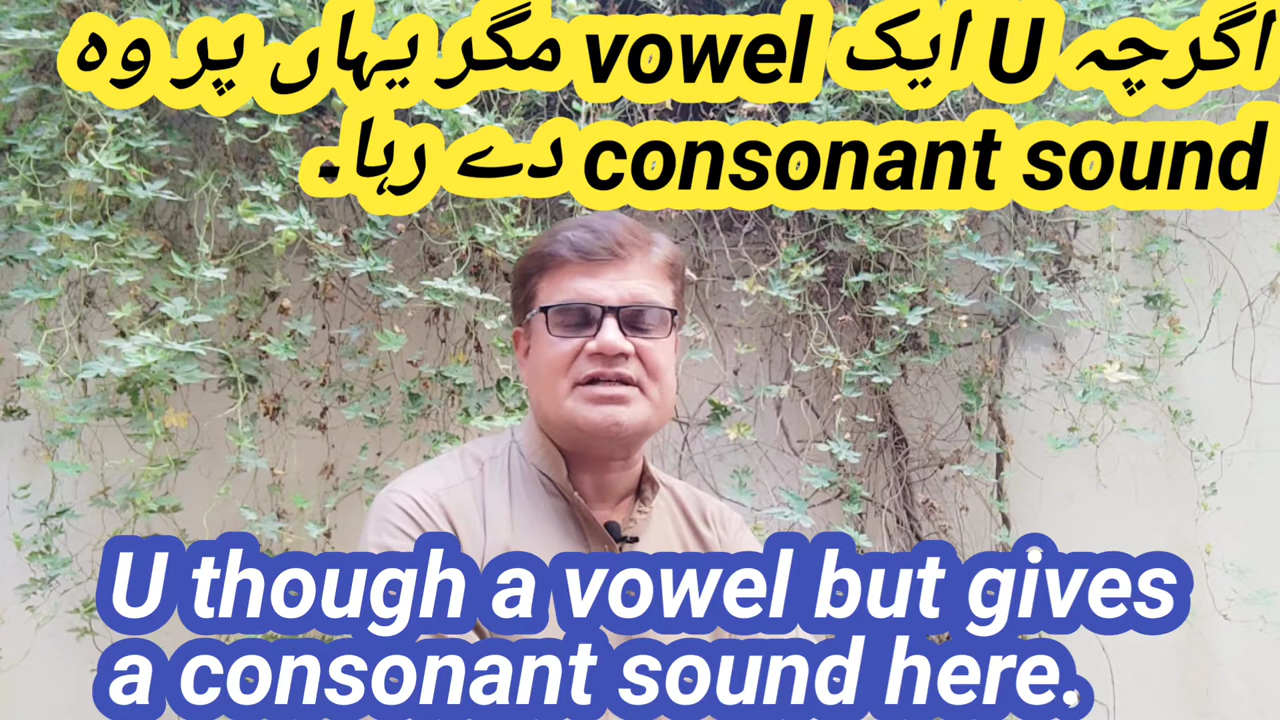 اگرچہ U ایک vowel مگر یہاں پر وہ
consonant sound دے رہا۔
U though a vowel but gives
a consonant sound here.